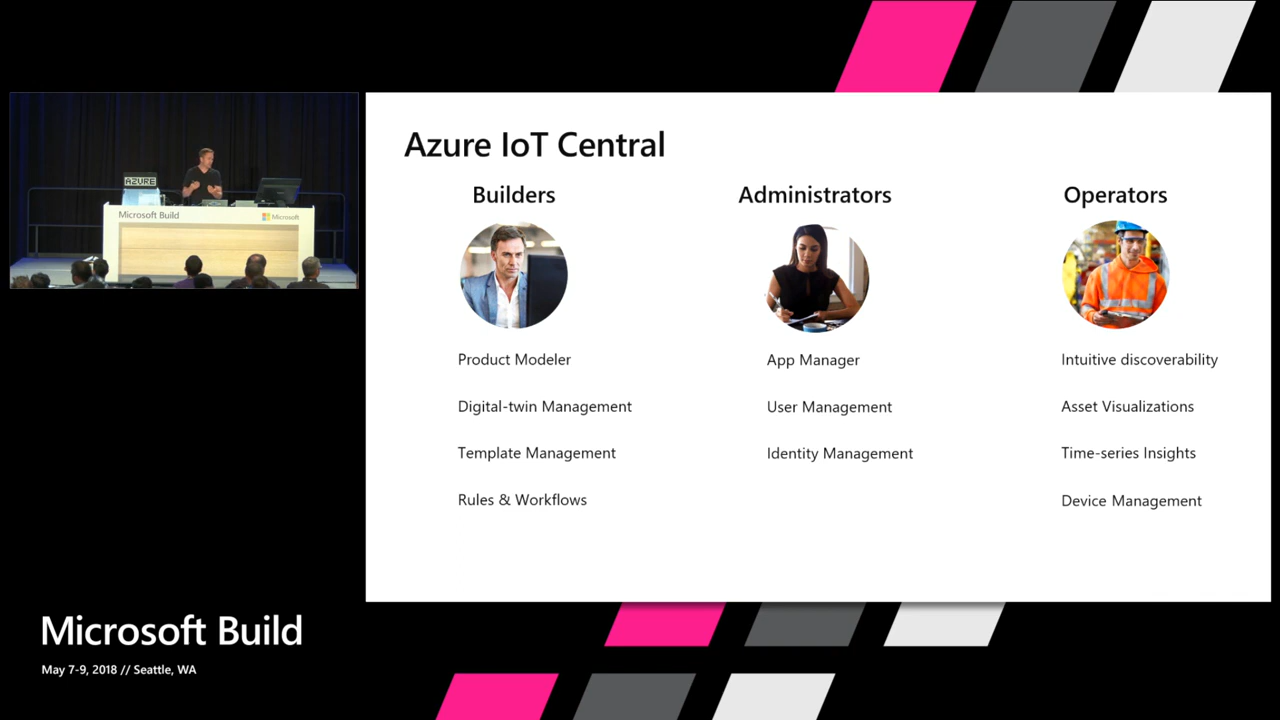 Azure IoT Central
Builders
Administrators
Operators
Product Modeler
Digital-twin Management
Template Management
Rules & Workflows
App Manager
User Management
Identity Management
Intuitive discoverability
Asset Visualizations
Time-series Insights
Device Management
AZURE
Microsoft Build
Microsoft
Microsoft Build
May 7-9, 2018 // Seattle, WA